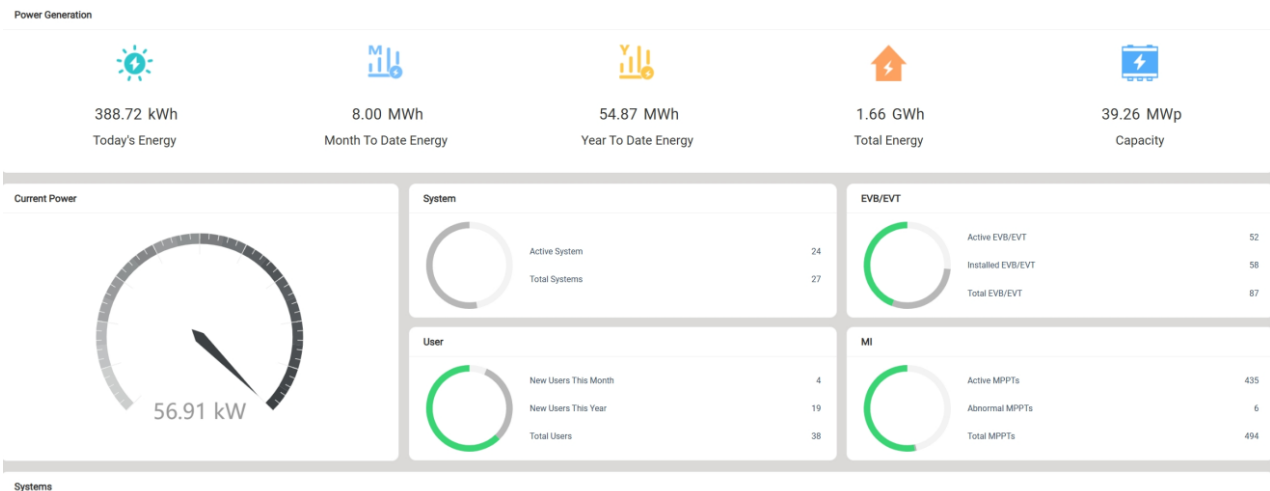 Power Generation
M
Y
388.72 kWh
8.00 MWh
54.87 MWh
1.66 GWh
39.26 MWp
Today's Energy
Month To Date Energy
Year To Date Energy
Total Energy
Capacity
Current Power
56.91 kW
System
Active System 24
Total Systems 27
EVB/EVT
Active EVB/EVT 52
Installed EVB/EVT 58
Total EVB/EVT 87
User
New Users This Month 4
New Users This Year 19
Total Users 38
MI
Active MPPTs 435
Abnormal MPPTs 6
Total MPPTs 494
Systems